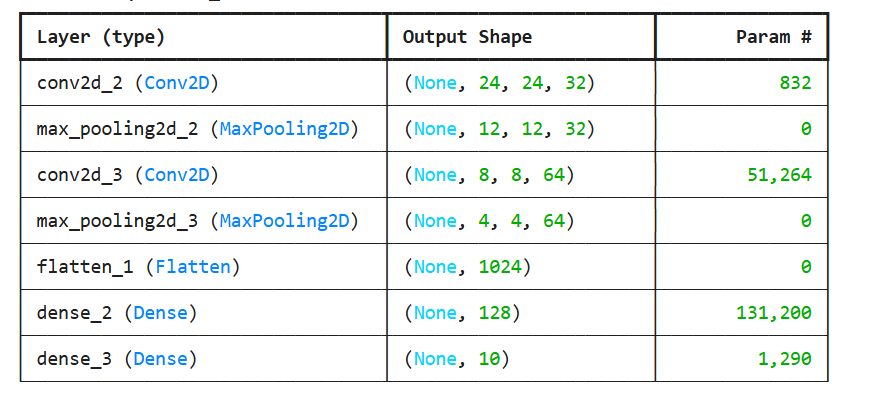 Layer (type) Output Shape Param #
conv2d_2 (Conv2D) (None, 24, 24, 32) 832
max_pooling2d_2 (MaxPooling2D) (None, 12, 12, 32) 0
conv2d_3 (Conv2D) (None, 8, 8, 64) 51,264
max_pooling2d_3 (MaxPooling2D) (None, 4, 4, 64) 0
flatten_1 (Flatten) (None, 1024) 0
dense_2 (Dense) (None, 128) 131,200
dense_3 (Dense) (None, 10) 1,290